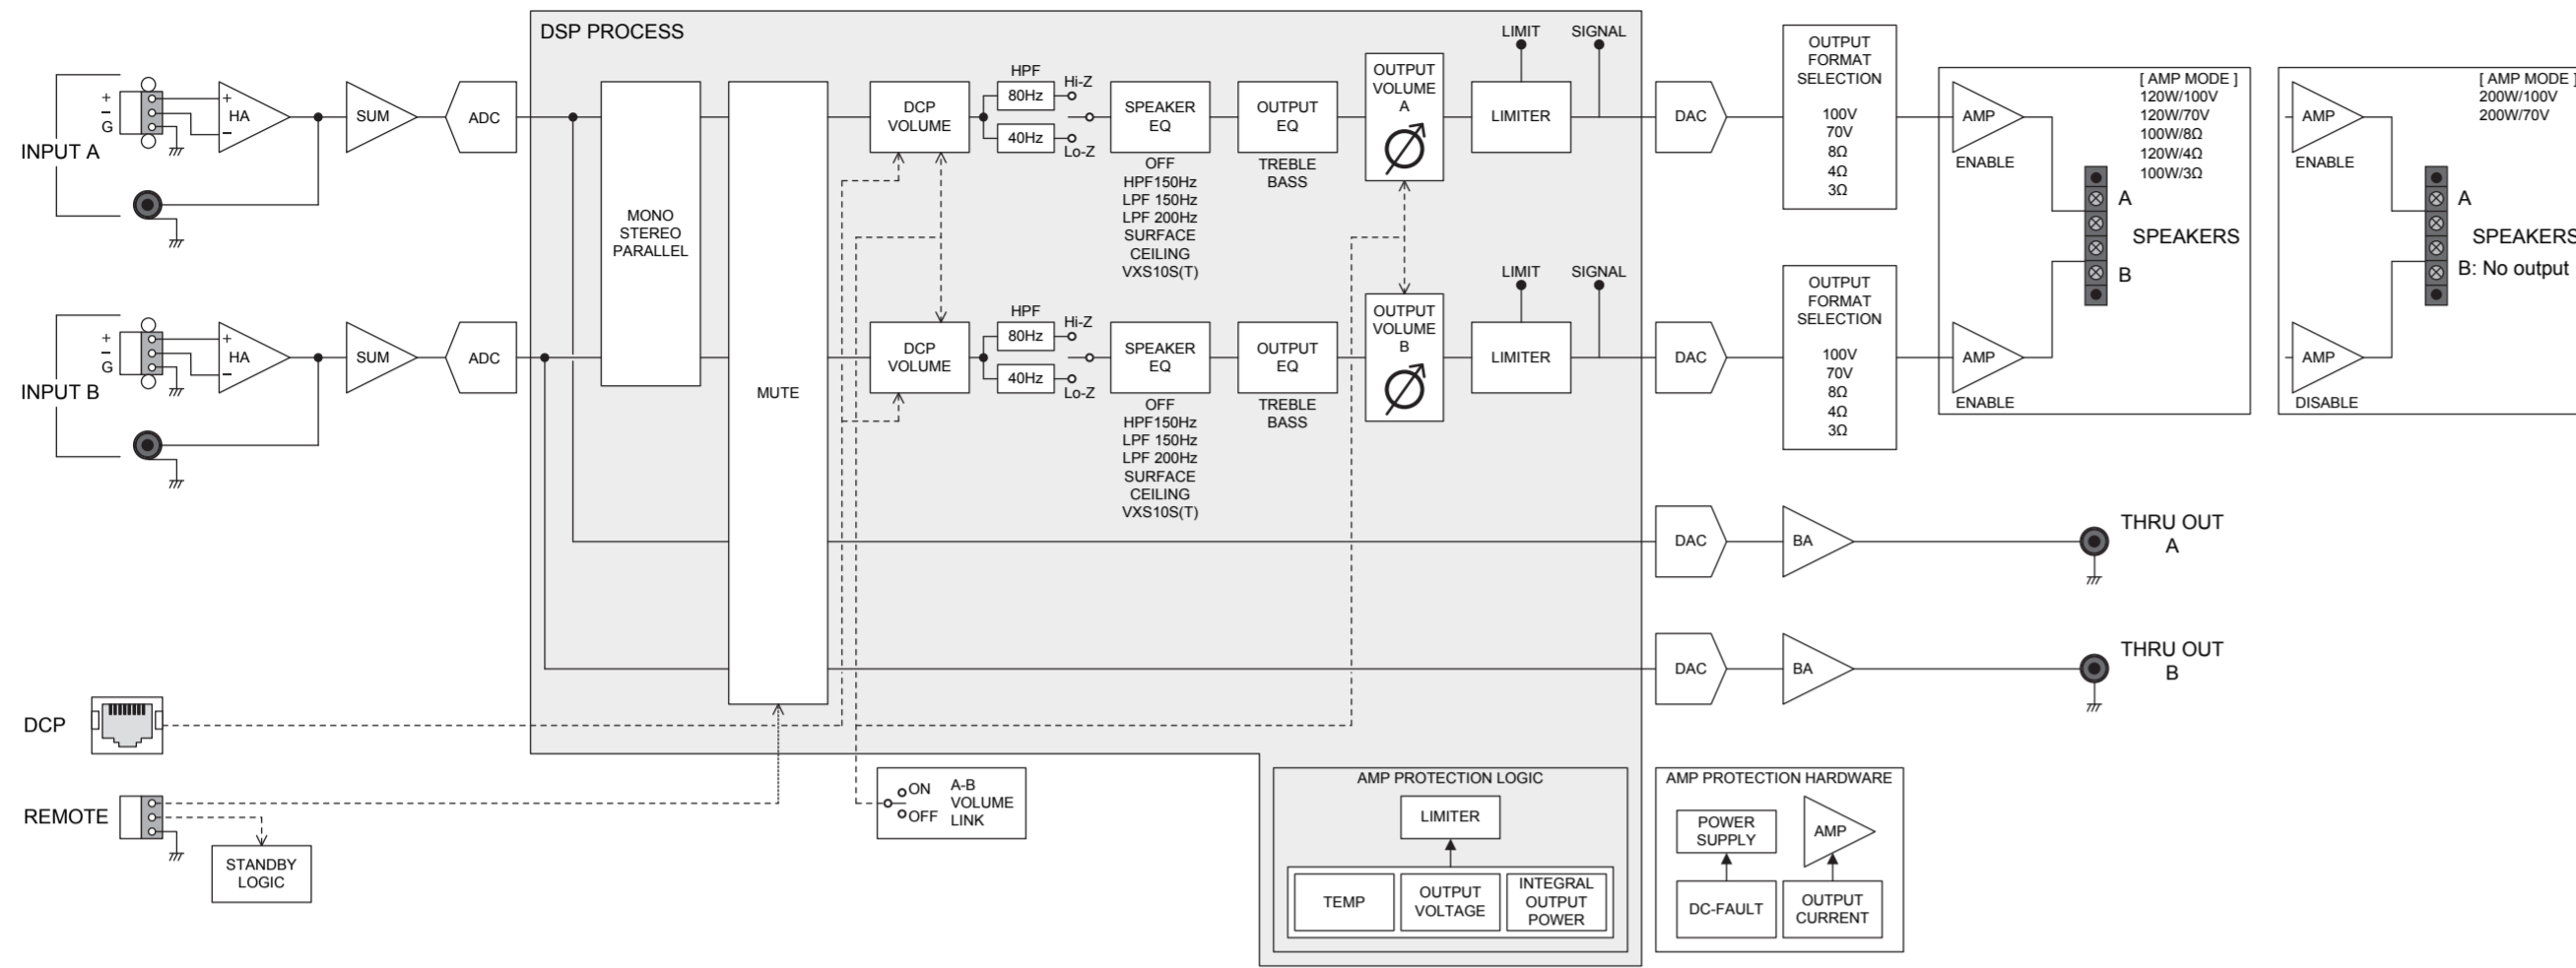 DSP PROCESS
INPUT A
+
−
G
+
HA
−
SUM
ADC
MONO
STEREO
PARALLEL
MUTE
DCP
VOLUME
HPF
80Hz
40Hz
Hi-Z
Lo-Z
SPEAKER
EQ
OFF
HPF150Hz
LPF 150Hz
LPF 200Hz
SURFACE
CEILING
VXS10S(T)
OUTPUT
EQ
TREBLE
BASS
OUTPUT
VOLUME
A
LIMIT
LIMITER
SIGNAL
DAC
OUTPUT
FORMAT
SELECTION
100V
70V
8Ω
4Ω
3Ω
AMP
ENABLE
[ AMP MODE ]
120W/100V
120W/70V
100W/8Ω
120W/4Ω
100W/3Ω
A
SPEAKERS
B
AMP
ENABLE
[ AMP MODE ]
200W/100V
200W/70V
A
SPEAKERS
B: No output
INPUT B
+
−
G
+
HA
−
SUM
ADC
DCP
VOLUME
HPF
80Hz
40Hz
Hi-Z
Lo-Z
SPEAKER
EQ
OFF
HPF150Hz
LPF 150Hz
LPF 200Hz
SURFACE
CEILING
VXS10S(T)
OUTPUT
EQ
TREBLE
BASS
OUTPUT
VOLUME
B
LIMIT
LIMITER
SIGNAL
DAC
OUTPUT
FORMAT
SELECTION
100V
70V
8Ω
4Ω
3Ω
AMP
ENABLE
AMP
DISABLE
DAC
BA
THRU OUT
A
DAC
BA
THRU OUT
B
DCP
REMOTE
STANDBY
LOGIC
ON
OFF
A-B
VOLUME
LINK
AMP PROTECTION LOGIC
LIMITER
TEMP
OUTPUT
VOLTAGE
INTEGRAL
OUTPUT
POWER
AMP PROTECTION HARDWARE
POWER
SUPPLY
AMP
DC-FAULT
OUTPUT
CURRENT